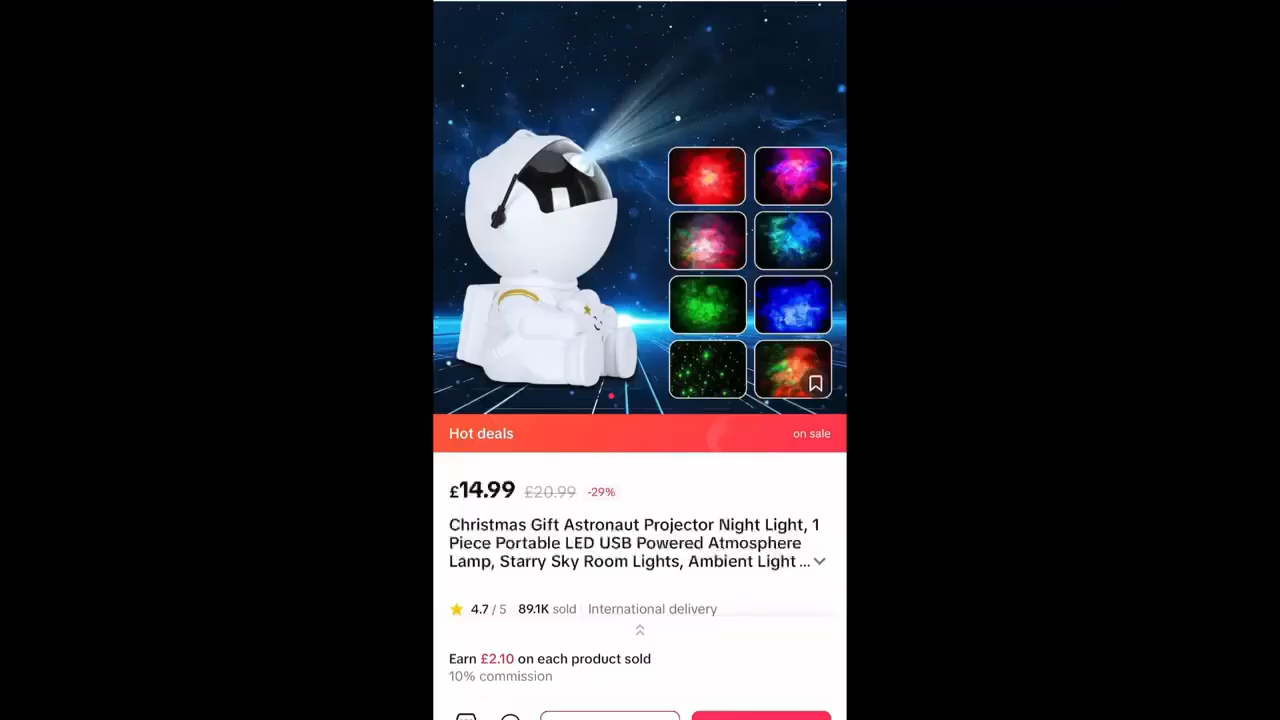 Hot deals
on sale
£14.99 £20.99 -29%
Christmas Gift Astronaut Projector Night Light, 1
Piece Portable LED USB Powered Atmosphere
Lamp, Starry Sky Room Lights, Ambient Light ...
4.7 / 5 89.1K sold International delivery
Earn £2.10 on each product sold
10% commission